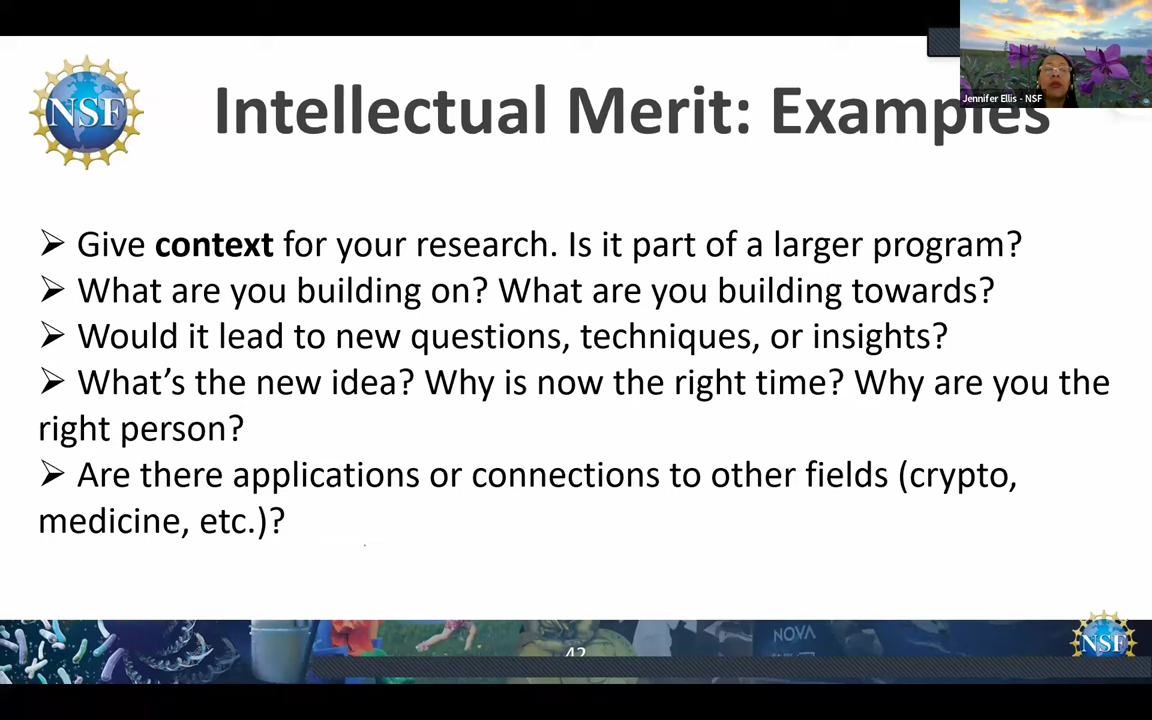 NSF
Intellectual Merit: Examples
Jennifer Ellis - NSF
➢ Give context for your research. Is it part of a larger program?
➢ What are you building on? What are you building towards?
➢ Would it lead to new questions, techniques, or insights?
➢ What’s the new idea? Why is now the right time? Why are you the
right person?
➢ Are there applications or connections to other fields (crypto,
medicine, etc.)?
NOVA
42
NSF